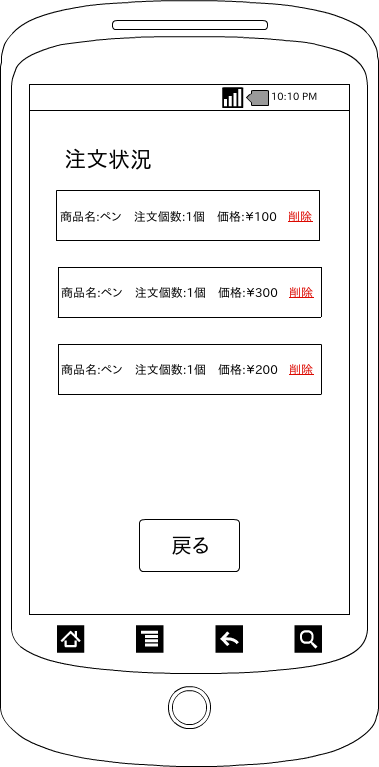 10:10 PM
注文状況
商品名:ペン 注文個数:1個 価格:¥100 削除
商品名:ペン 注文個数:1個 価格:¥300 削除
商品名:ペン 注文個数:1個 価格:¥200 削除
戻る